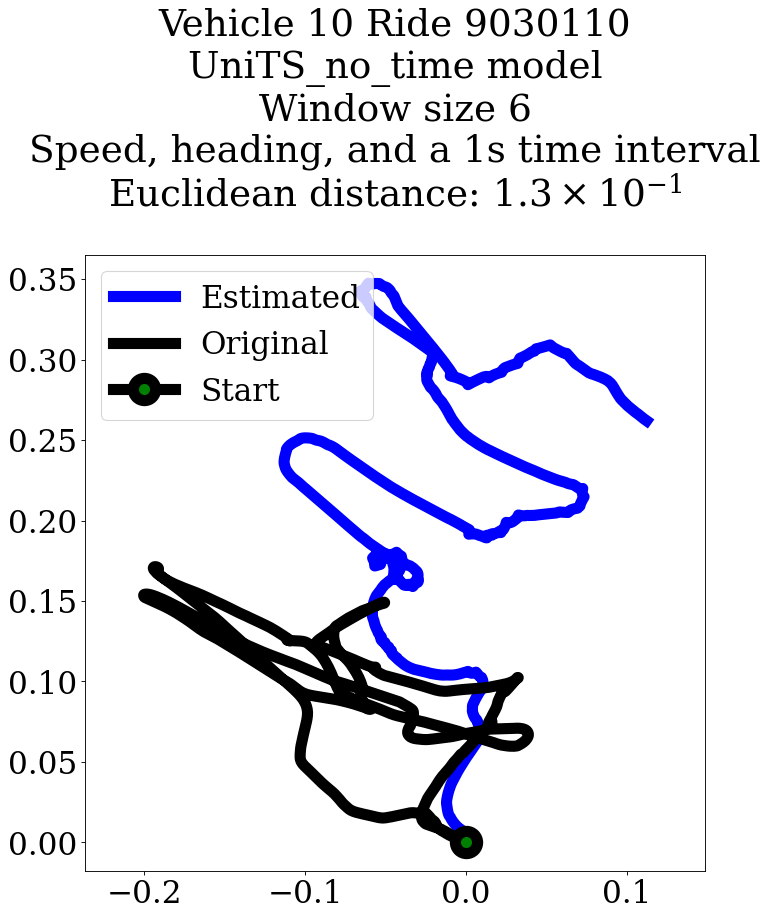 Vehicle 10 Ride 9030110
UniTS_no_time model
Window size 6
Speed, heading, and a 1s time interval
Euclidean distance: 1.3 × 10⁻¹
0.35
Estimated
0.30
Original
Start
0.25
0.20
0.15
0.10
0.05
0.00
−0.2
−0.1
0.0
0.1